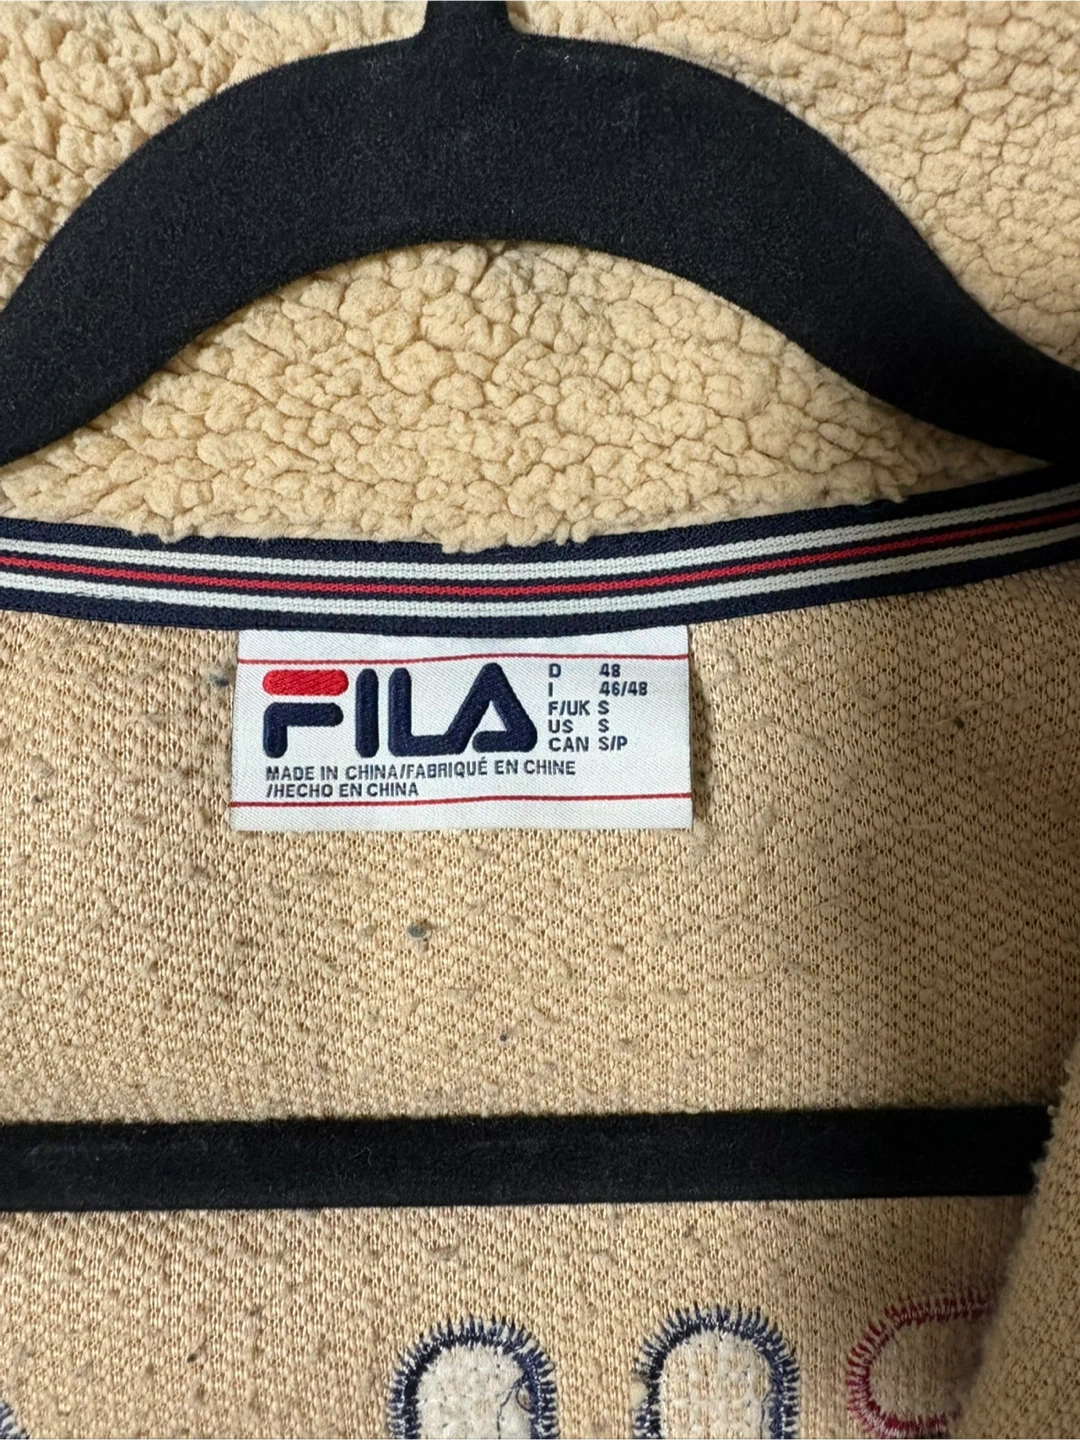 FILA
D 48
I 46/48
F/UK S
US S
CAN S/P
MADE IN CHINA/FABRIQUÉ EN CHINE
/HECHO EN CHINA